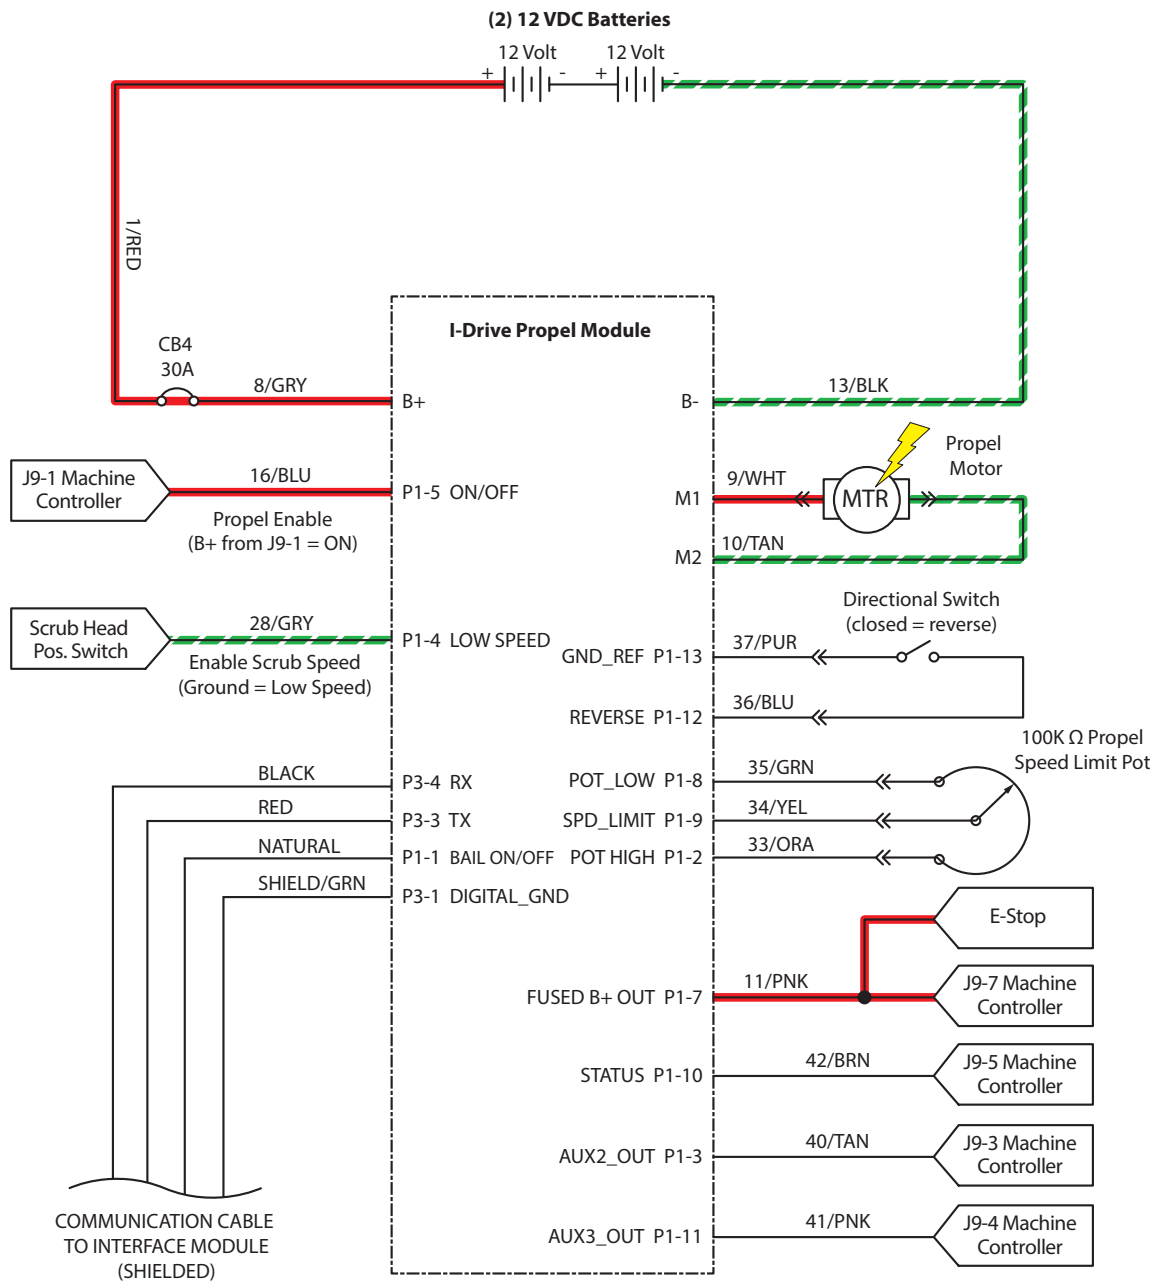 (2) 12 VDC Batteries
12 Volt
12 Volt
+
-
+
-
1/RED
I-Drive Propel Module
CB4
30A
8/GRY
B+
B-
13/BLK
J9-1 Machine
Controller
16/BLU
P1-5 ON/OFF
Propel Enable
(B+ from J9-1 = ON)
M1
9/WHT
MTR
Propel
Motor
M2
10/TAN
Scrub Head
Pos. Switch
28/GRY
P1-4 LOW SPEED
Enable Scrub Speed
(Ground = Low Speed)
Directional Switch
(closed = reverse)
GND_REF P1-13
37/PUR
REVERSE P1-12
36/BLU
100K Ω Propel
Speed Limit Pot
BLACK
P3-4 RX
POT_LOW P1-8
35/GRN
RED
P3-3 TX
SPD_LIMIT P1-9
34/YEL
NATURAL
P1-1 BAIL ON/OFF
POT HIGH P1-2
33/ORA
SHIELD/GRN
P3-1 DIGITAL_GND
E-Stop
FUSED B+ OUT P1-7
11/PNK
J9-7 Machine
Controller
STATUS P1-10
42/BRN
J9-5 Machine
Controller
AUX2_OUT P1-3
40/TAN
J9-3 Machine
Controller
AUX3_OUT P1-11
41/PNK
J9-4 Machine
Controller
COMMUNICATION CABLE
TO INTERFACE MODULE
(SHIELDED)